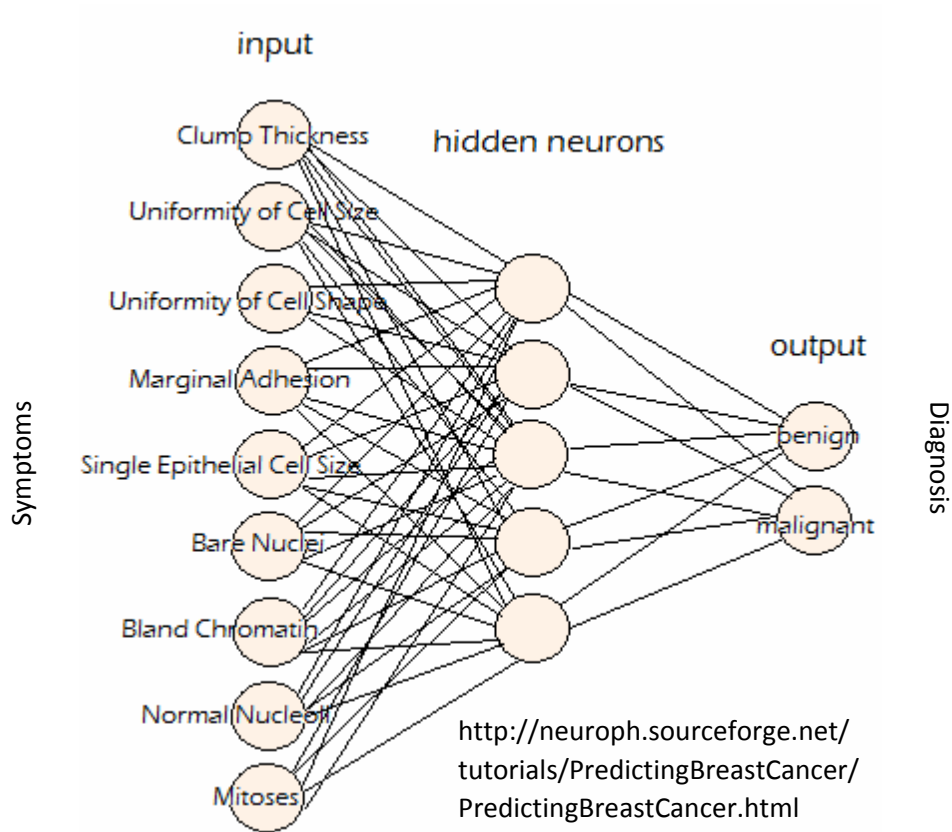 input
Clump Thickness
hidden neurons
Uniformity of Cell Size
Uniformity of Cell Shape
Marginal Adhesion
output
Symptoms
Diagnosis
benign
Single Epithelial Cell Size
malignant
Bare Nuclei
Bland Chromatin
Normal Nucleoli
Mitoses
http://neuroph.sourceforge.net/
tutorials/PredictingBreastCancer/
PredictingBreastCancer.html